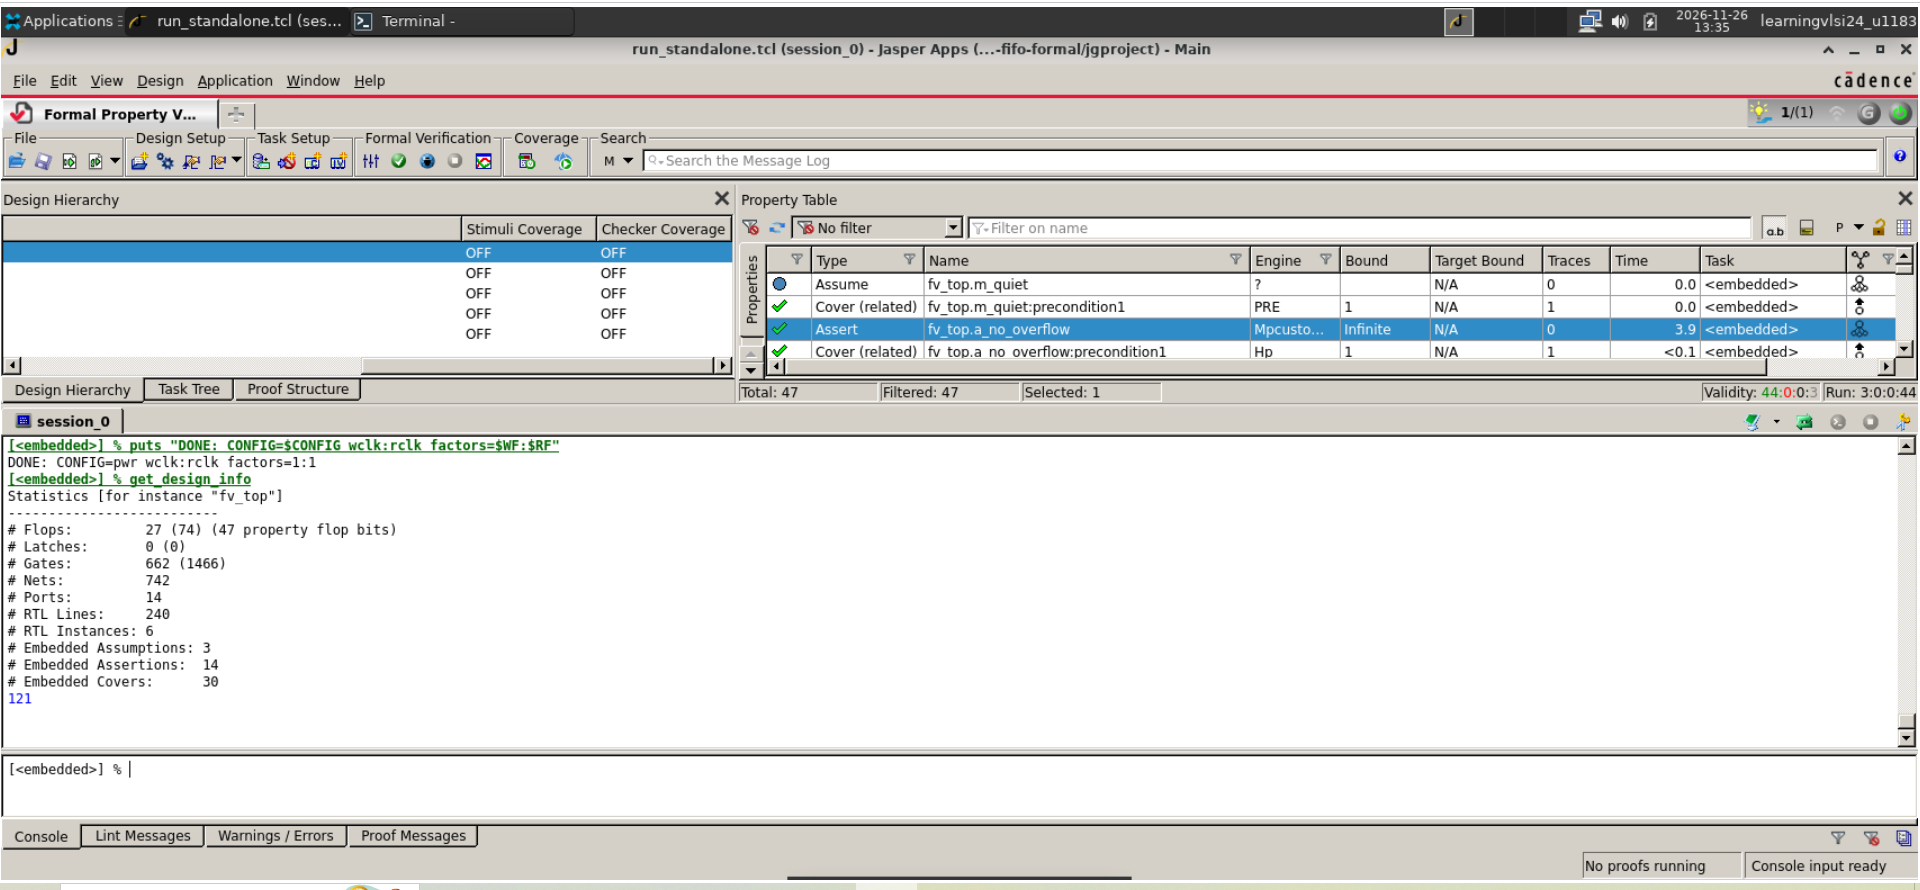 Applications run_standalone.tcl (ses... Terminal - 2026-11-26 13:35 learningvlsi24_u1183
run_standalone.tcl (session_0) - Jasper Apps (...-fifo-formal/jgproject) - Main
File Edit View Design Application Window Help cādence
Formal Property V... 1/(1)
File Design Setup Task Setup Formal Verification Coverage Search
M Search the Message Log
Design Hierarchy
Stimuli Coverage Checker Coverage
OFF OFF
OFF OFF
OFF OFF
OFF OFF
OFF OFF
Design Hierarchy Task Tree Proof Structure
Property Table
No filter Filter on name a.b P
Properties
Type Name Engine Bound Target Bound Traces Time Task
Assume fv_top.m_quiet ? N/A 0 0.0 <embedded>
Cover (related) fv_top.m_quiet:precondition1 PRE 1 N/A 1 0.0 <embedded>
Assert fv_top.a_no_overflow Mpcusto... Infinite N/A 0 3.9 <embedded>
Cover (related) fv_top.a_no_overflow:precondition1 Hp 1 N/A 1 <0.1 <embedded>
Total: 47 Filtered: 47 Selected: 1 Validity: 44:0:0:3 Run: 3:0:0:44
session_0
[<embedded>] % puts "DONE: CONFIG=$CONFIG wclk:rclk factors=$WF:$RF"
DONE: CONFIG=pwr wclk:rclk factors=1:1
[<embedded>] % get_design_info
Statistics [for instance "fv_top"]
--------------------------
# Flops: 27 (74) (47 property flop bits)
# Latches: 0 (0)
# Gates: 662 (1466)
# Nets: 742
# Ports: 14
# RTL Lines: 240
# RTL Instances: 6
# Embedded Assumptions: 3
# Embedded Assertions: 14
# Embedded Covers: 30
121
[<embedded>] %
Console Lint Messages Warnings / Errors Proof Messages
No proofs running Console input ready